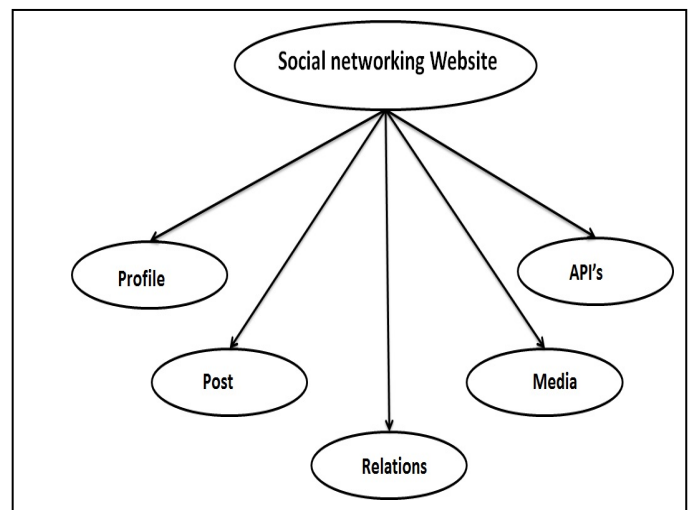 Social networking Website
Profile
API's
Post
Media
Relations